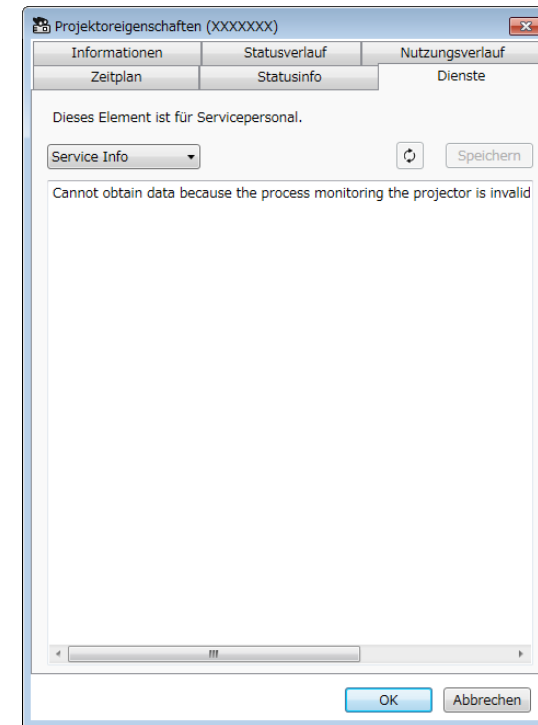 Projektoreigenschaften (XXXXXXX)
Informationen Statusverlauf Nutzungsverlauf
Zeitplan Statusinfo Dienste
Dieses Element ist für Servicepersonal.
Service Info Speichern
Cannot obtain data because the process monitoring the projector is invalid
OK Abbrechen